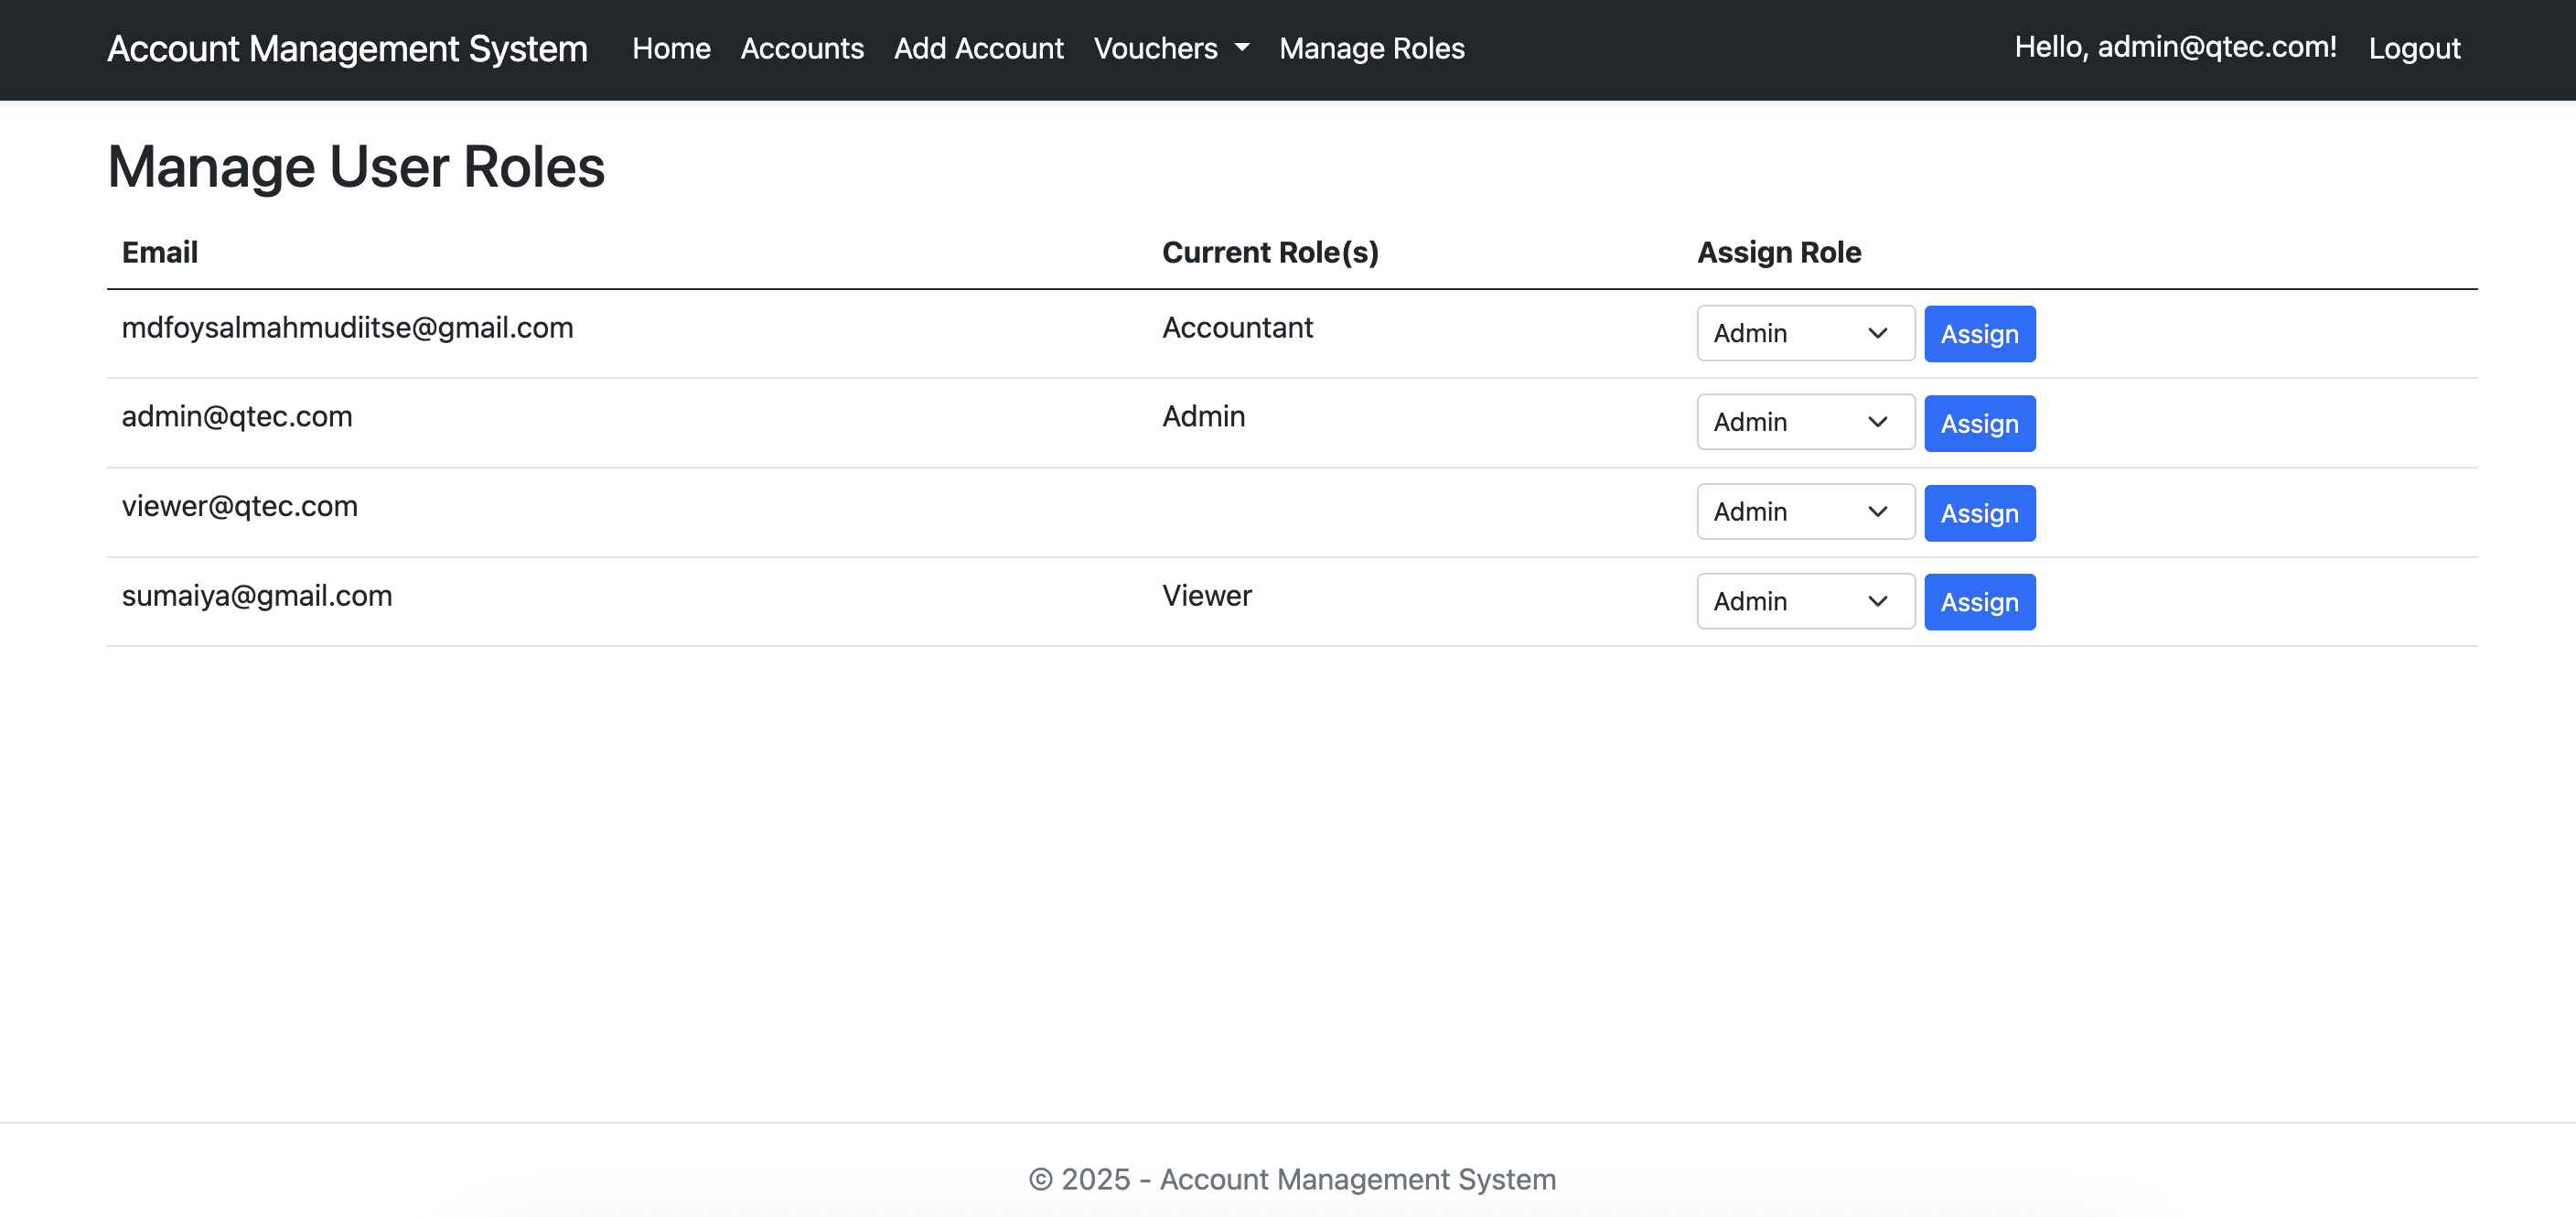 Account Management System Home Accounts Add Account Vouchers Manage Roles Hello, admin@qtec.com! Logout
Manage User Roles
Email Current Role(s) Assign Role
mdfoysalmahmudiitse@gmail.com Accountant Admin Assign
admin@qtec.com Admin Admin Assign
viewer@qtec.com Admin Assign
sumaiya@gmail.com Viewer Admin Assign
© 2025 - Account Management System